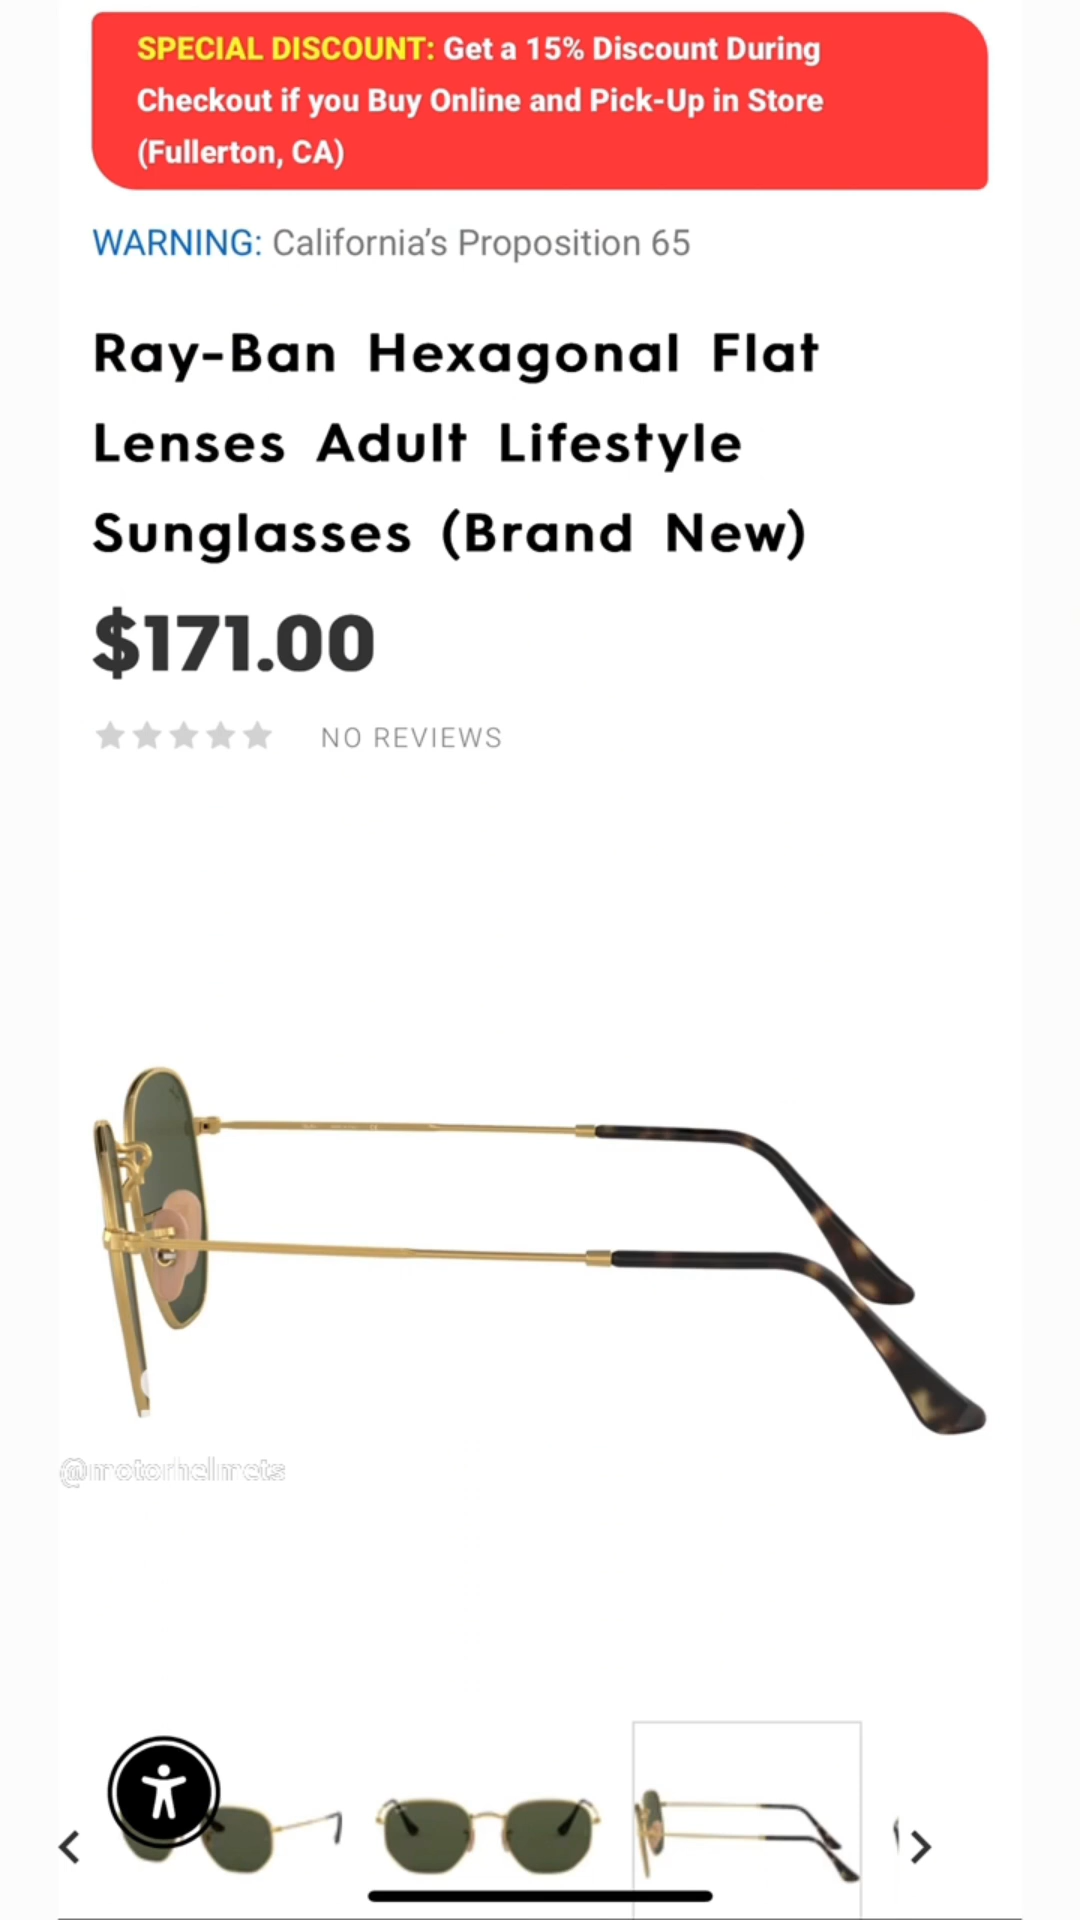 SPECIAL DISCOUNT: Get a 15% Discount During
Checkout if you Buy Online and Pick-Up in Store
(Fullerton, CA)
WARNING: California’s Proposition 65
Ray-Ban Hexagonal Flat
Lenses Adult Lifestyle
Sunglasses (Brand New)
$171.00
NO REVIEWS
@motorhelmets